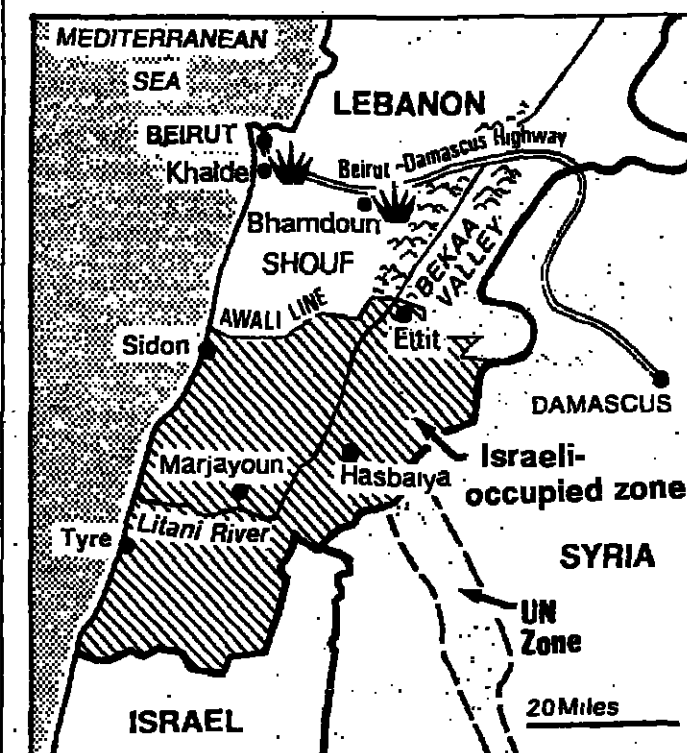 MEDITERRANEAN
SEA
LEBANON
BEIRUT
Khalde
Beirut-Damascus Highway
Bhamdoun
SHOUF
BEKAA
VALLEY
AWALI LINE
Sidon
Ettit
DAMASCUS
Marjayoun
Hasbaiya
Israeli-
occupied zone
Litani River
Tyre
SYRIA
UN
Zone
20 Miles
ISRAEL